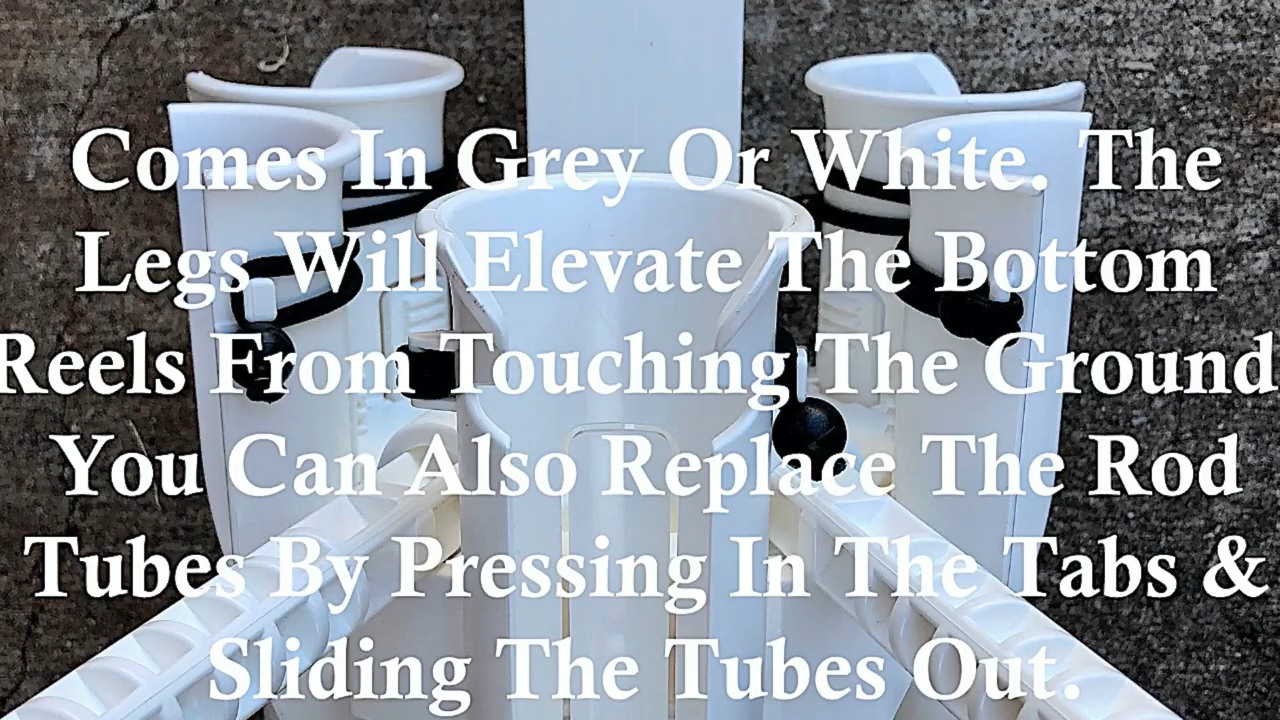 Comes In Grey Or White. The
Legs Will Elevate The Bottom
Reels From Touching The Ground
You Can Also Replace The Rod
Tubes By Pressing In The Tabs &
Sliding The Tubes Out.